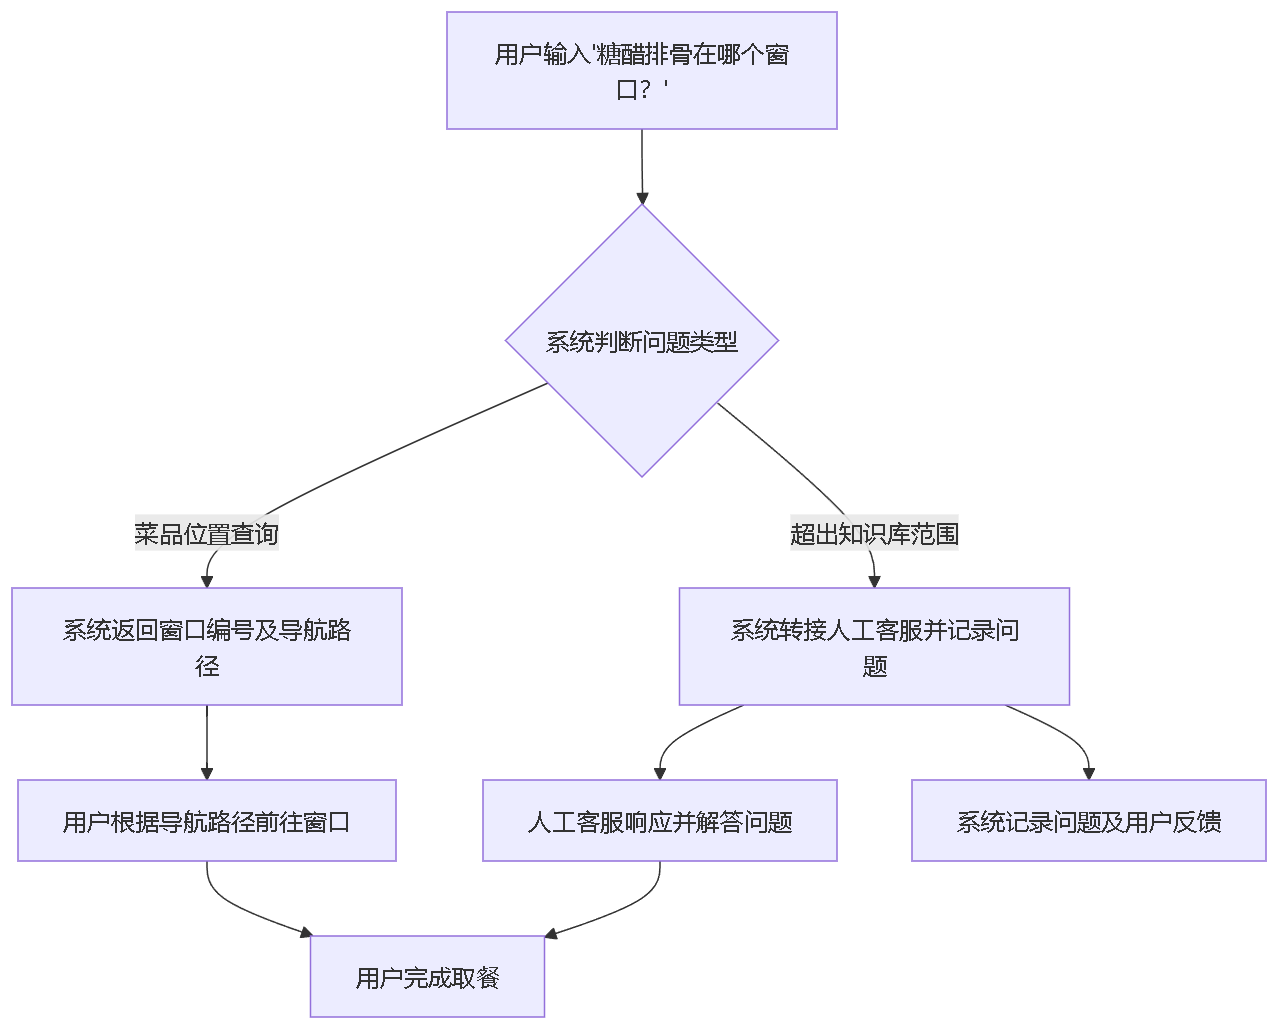 用户输入'糖醋排骨在哪个窗
口？'
系统判断问题类型
菜品位置查询
超出知识库范围
系统返回窗口编号及导航路
径
系统转接人工客服并记录问
题
用户根据导航路径前往窗口
人工客服响应并解答问题
系统记录问题及用户反馈
用户完成取餐